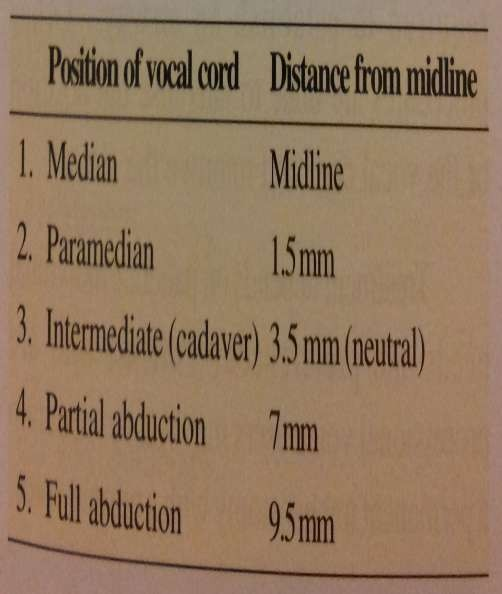 Position of vocal cord Distance from midline
1. Median Midline
2. Paramedian 1.5 mm
3. Intermediate (cadaver) 3.5 mm (neutral)
4. Partial abduction 7 mm
5. Full abduction 9.5 mm